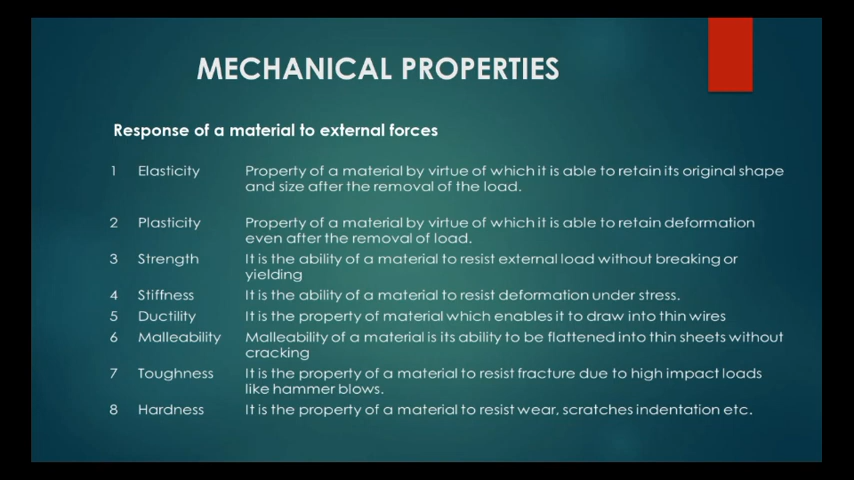 MECHANICAL PROPERTIES
Response of a material to external forces
1 Elasticity Property of a material by virtue of which it is able to retain its original shape
and size after the removal of the load.
2 Plasticity Property of a material by virtue of which it is able to retain deformation
even after the removal of load.
3 Strength It is the ability of a material to resist external load without breaking or
yielding
4 Stiffness It is the ability of a material to resist deformation under stress.
5 Ductility It is the property of material which enables it to draw into thin wires
6 Malleability Malleability of a material is its ability to be flattened into thin sheets without
cracking
7 Toughness It is the property of a material to resist fracture due to high impact loads
like hammer blows.
8 Hardness It is the property of a material to resist wear, scratches indentation etc.